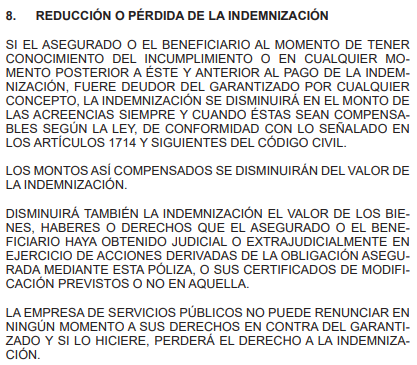 8. REDUCCIÓN O PÉRDIDA DE LA INDEMNIZACIÓN
SI EL ASEGURADO O EL BENEFICIARIO AL MOMENTO DE TENER
CONOCIMIENTO DEL INCUMPLIMIENTO O EN CUALQUIER MO-
MENTO POSTERIOR A ÉSTE Y ANTERIOR AL PAGO DE LA INDEM-
NIZACIÓN, FUERE DEUDOR DEL GARANTIZADO POR CUALQUIER
CONCEPTO, LA INDEMNIZACIÓN SE DISMINUIRÁ EN EL MONTO DE
LAS ACREENCIAS SIEMPRE Y CUANDO ÉSTAS SEAN COMPENSA-
BLES SEGÚN LA LEY, DE CONFORMIDAD CON LO SEÑALADO EN
LOS ARTÍCULOS 1714 Y SIGUIENTES DEL CÓDIGO CIVIL.
LOS MONTOS ASÍ COMPENSADOS SE DISMINUIRÁN DEL VALOR DE
LA INDEMNIZACIÓN.
DISMINUIRÁ TAMBIÉN LA INDEMNIZACIÓN EL VALOR DE LOS BIE-
NES, HABERES O DERECHOS QUE EL ASEGURADO O EL BENE-
FICIARIO HAYA OBTENIDO JUDICIAL O EXTRAJUDICIALMENTE EN
EJERCICIO DE ACCIONES DERIVADAS DE LA OBLIGACIÓN ASEGU-
RADA MEDIANTE ESTA PÓLIZA, O SUS CERTIFICADOS DE MODIFI-
CACIÓN PREVISTOS O NO EN AQUELLA.
LA EMPRESA DE SERVICIOS PÚBLICOS NO PUEDE RENUNCIAR EN
NINGÚN MOMENTO A SUS DERECHOS EN CONTRA DEL GARANTI-
ZADO Y SI LO HICIERE, PERDERÁ EL DERECHO A LA INDEMNIZA-
CIÓN.